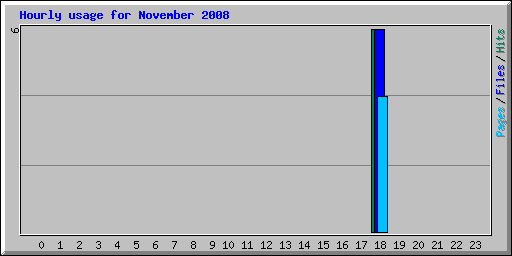 Hourly usage for November 2008
6
Pages/Files/Hits
0 1 2 3 4 5 6 7 8 9 10 11 12 13 14 15 16 17 18 19 20 21 22 23